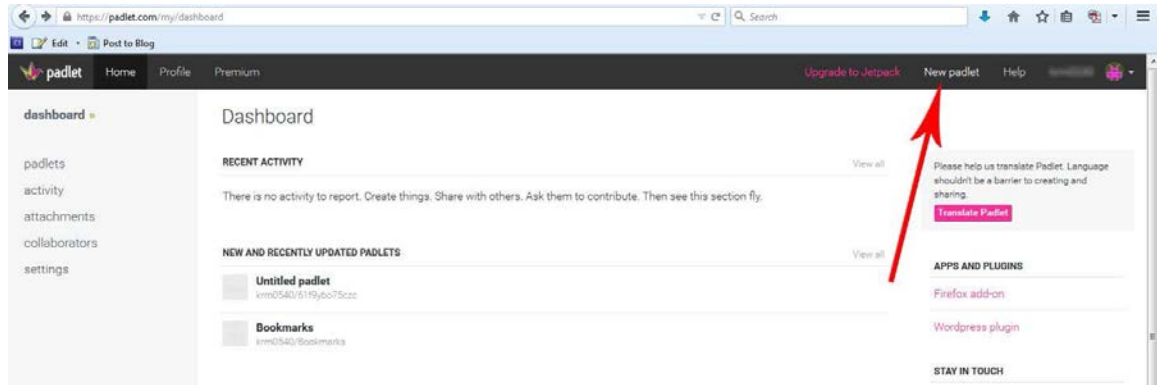 https://padlet.com/my/dashboard
Search
Edit
Post to Blog
padlet
Home
Profile
Premium
Upgrade to Jetpack
New padlet
Help
dashboard »
padlets
activity
attachments
collaborators
settings
Dashboard
RECENT ACTIVITY
View all
There is no activity to report. Create things. Share with others. Ask them to contribute. Then see this section fly.
NEW AND RECENTLY UPDATED PADLETS
View all
Untitled padlet
Bookmarks
krm0540/Bookmarks
Please help us translate Padlet. Language
shouldn't be a barrier to creating and
sharing.
Translate Padlet
APPS AND PLUGINS
Firefox add-on
Wordpress plugin
STAY IN TOUCH